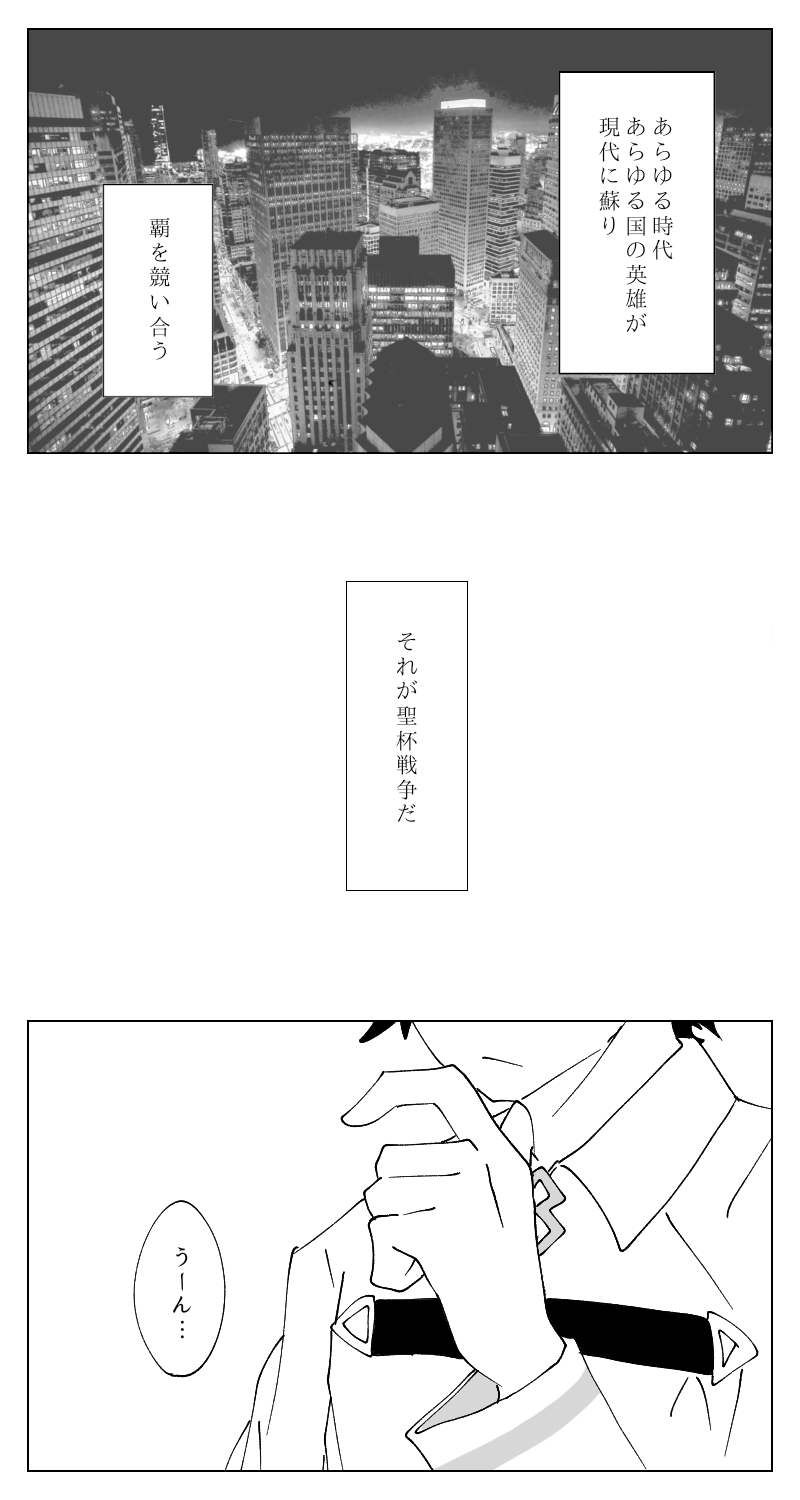 あらゆる時代
あらゆる国の英雄が
現代に蘇り
覇を競い合う
それが聖杯戦争だ
うーん…